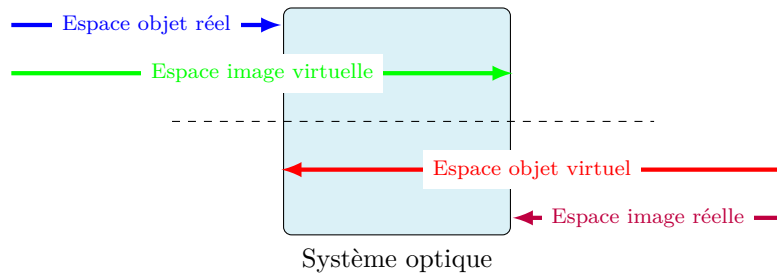 Espace objet réel
Espace image virtuelle
Espace objet virtuel
Espace image réelle
Système optique